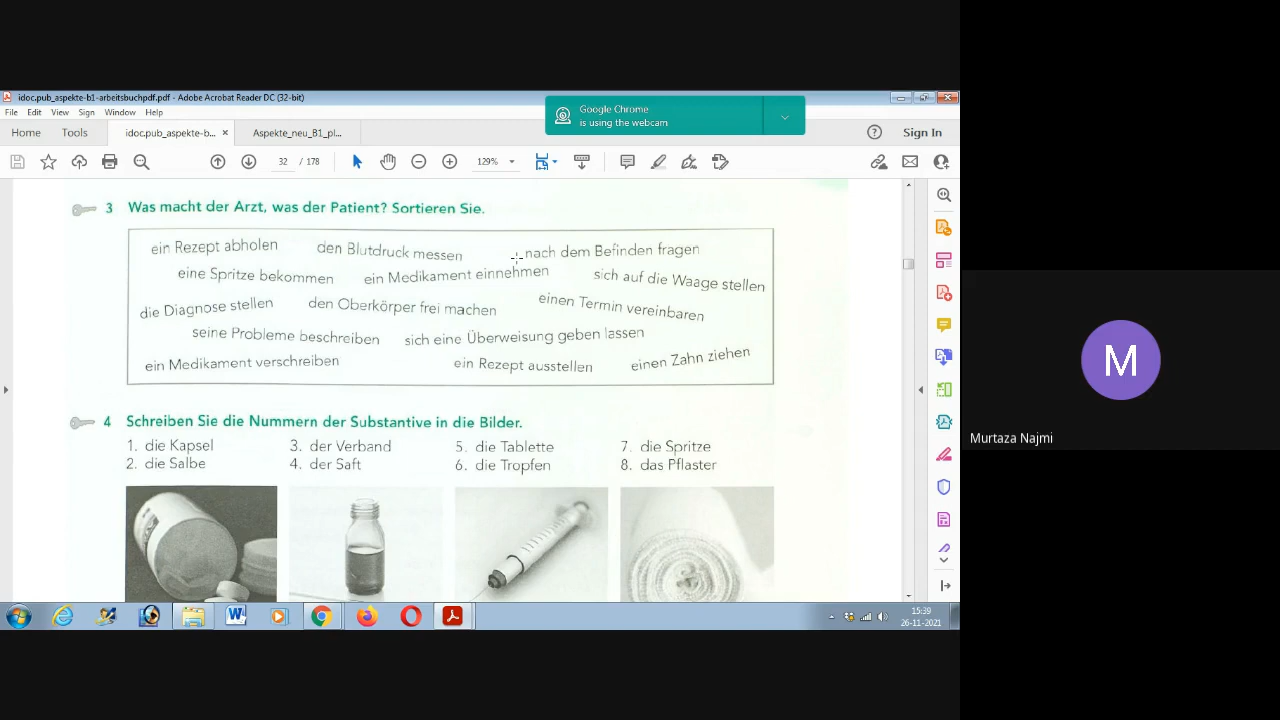 idoc.pub_aspekte-b1-arbeitsbuchpdf.pdf - Adobe Acrobat Reader DC (32-bit)
File Edit View Sign Window Help
Google Chrome
is using the webcam
Home Tools idoc.pub_aspekte-b... × Aspekte_neu_B1_pl... Sign In
32 / 178 129%
3 Was macht der Arzt, was der Patient? Sortieren Sie.
ein Rezept abholen den Blutdruck messen nach dem Befinden fragen
eine Spritze bekommen ein Medikament einnehmen sich auf die Waage stellen
die Diagnose stellen den Oberkörper frei machen einen Termin vereinbaren
seine Probleme beschreiben sich eine Überweisung geben lassen
ein Medikament verschreiben ein Rezept ausstellen einen Zahn ziehen
4 Schreiben Sie die Nummern der Substantive in die Bilder.
1. die Kapsel 3. der Verband 5. die Tablette 7. die Spritze
2. die Salbe 4. der Saft 6. die Tropfen 8. das Pflaster
15:39
26-11-2021
M
Murtaza Najmi